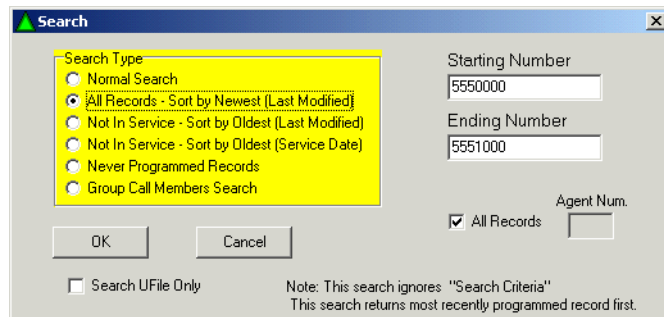 Search
Search Type
Normal Search
All Records - Sort by Newest (Last Modified)
Not In Service - Sort by Oldest (Last Modified)
Not In Service - Sort by Oldest (Service Date)
Never Programmed Records
Group Call Members Search
Starting Number
5550000
Ending Number
5551000
Agent Num.
All Records
OK
Cancel
Search UFile Only
Note: This search ignores "Search Criteria"
This search returns most recently programmed record first.